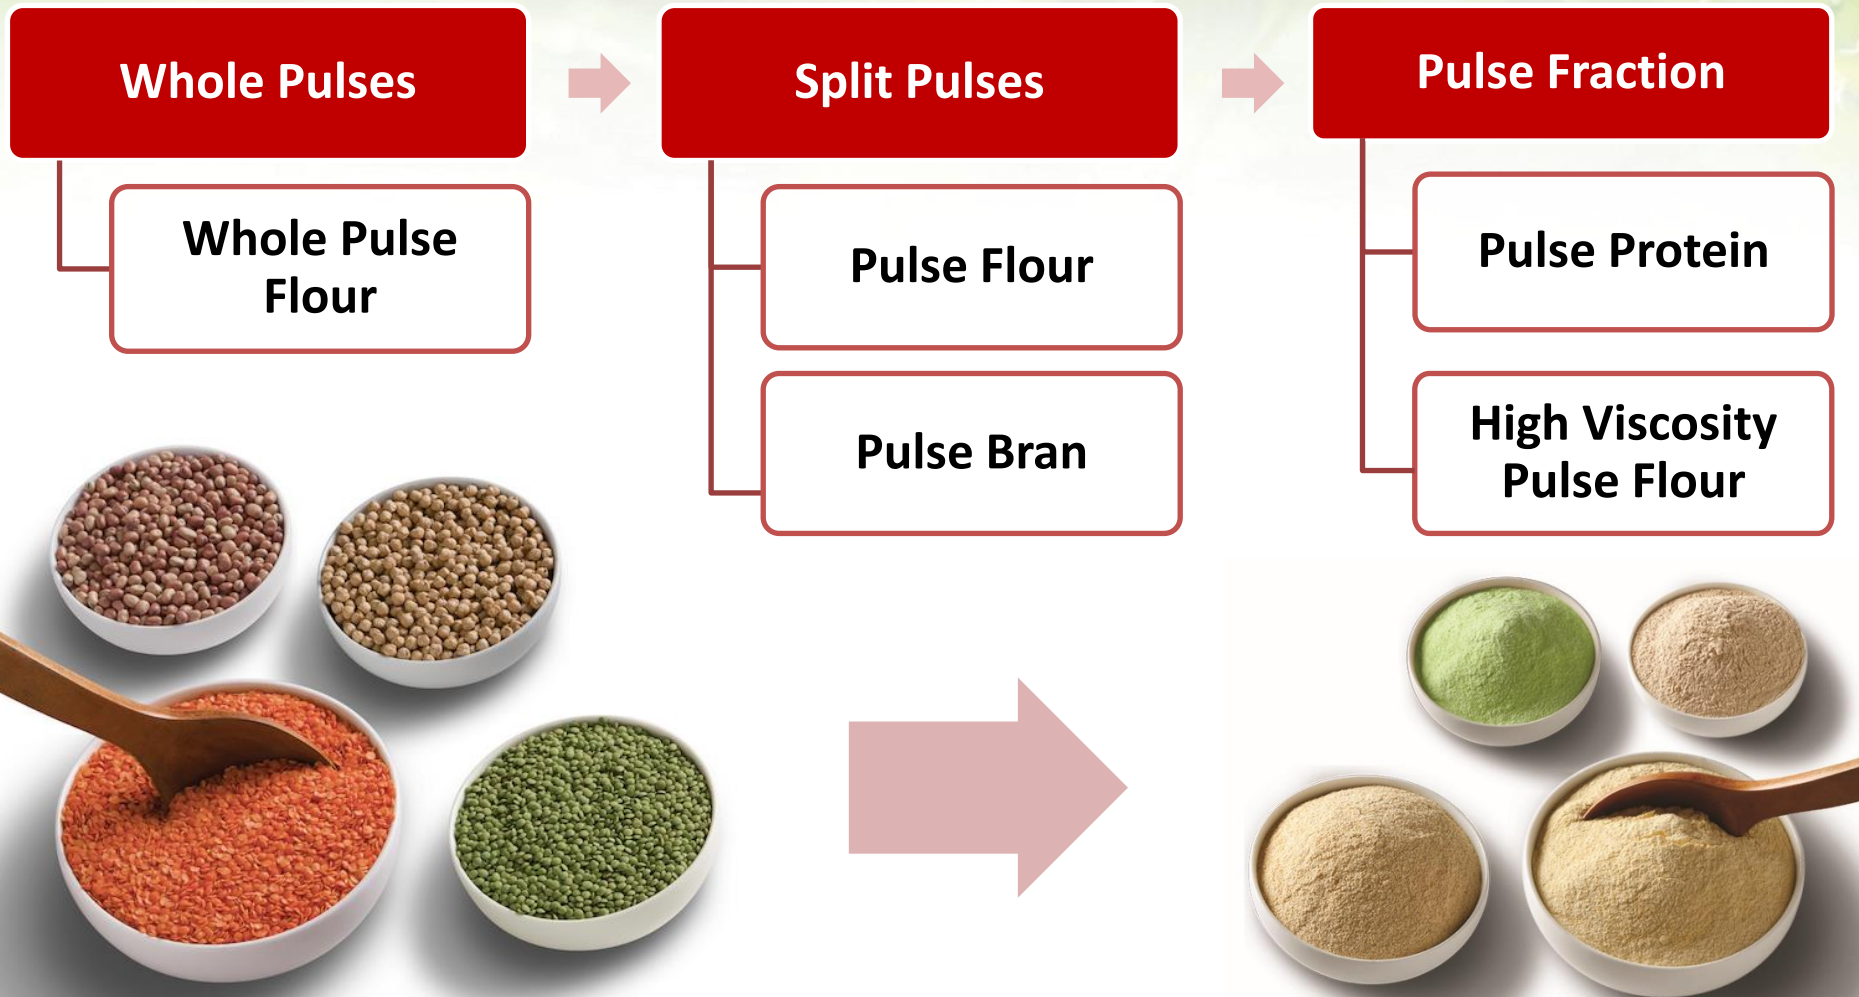 Whole Pulses
Whole Pulse
Flour
Split Pulses
Pulse Flour
Pulse Bran
Pulse Fraction
Pulse Protein
High Viscosity
Pulse Flour